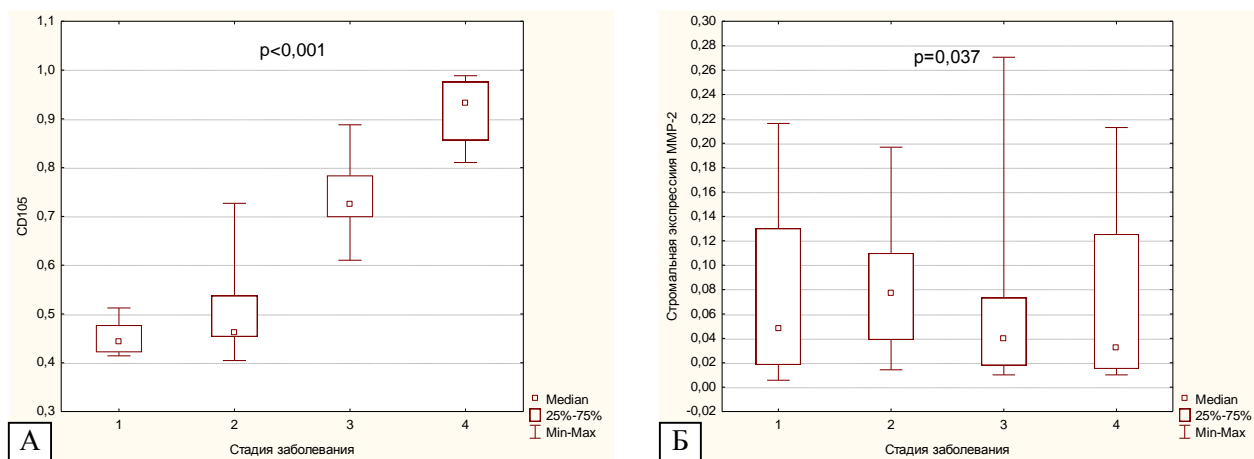 p<0,001
CD105
1,1
1,0
0,9
0,8
0,7
0,6
0,5
0,4
0,3
1 2 3 4
Стадия заболевания
Median
25%-75%
Min-Max
А
p=0,037
Стромальная экспрессиия ММР-2
0,30
0,28
0,26
0,24
0,22
0,20
0,18
0,16
0,14
0,12
0,10
0,08
0,06
0,04
0,02
0,00
-0,02
1 2 3 4
Стадия заболевания
Median
25%-75%
Min-Max
Б